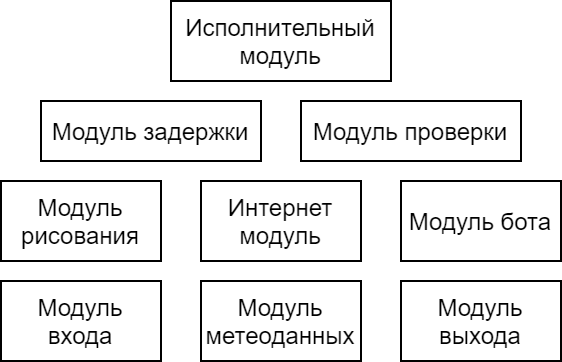 Исполнительный
модуль
Модуль задержки
Модуль проверки
Модуль
рисования
Интернет
модуль
Модуль бота
Модуль
входа
Модуль
метеоданных
Модуль
выхода